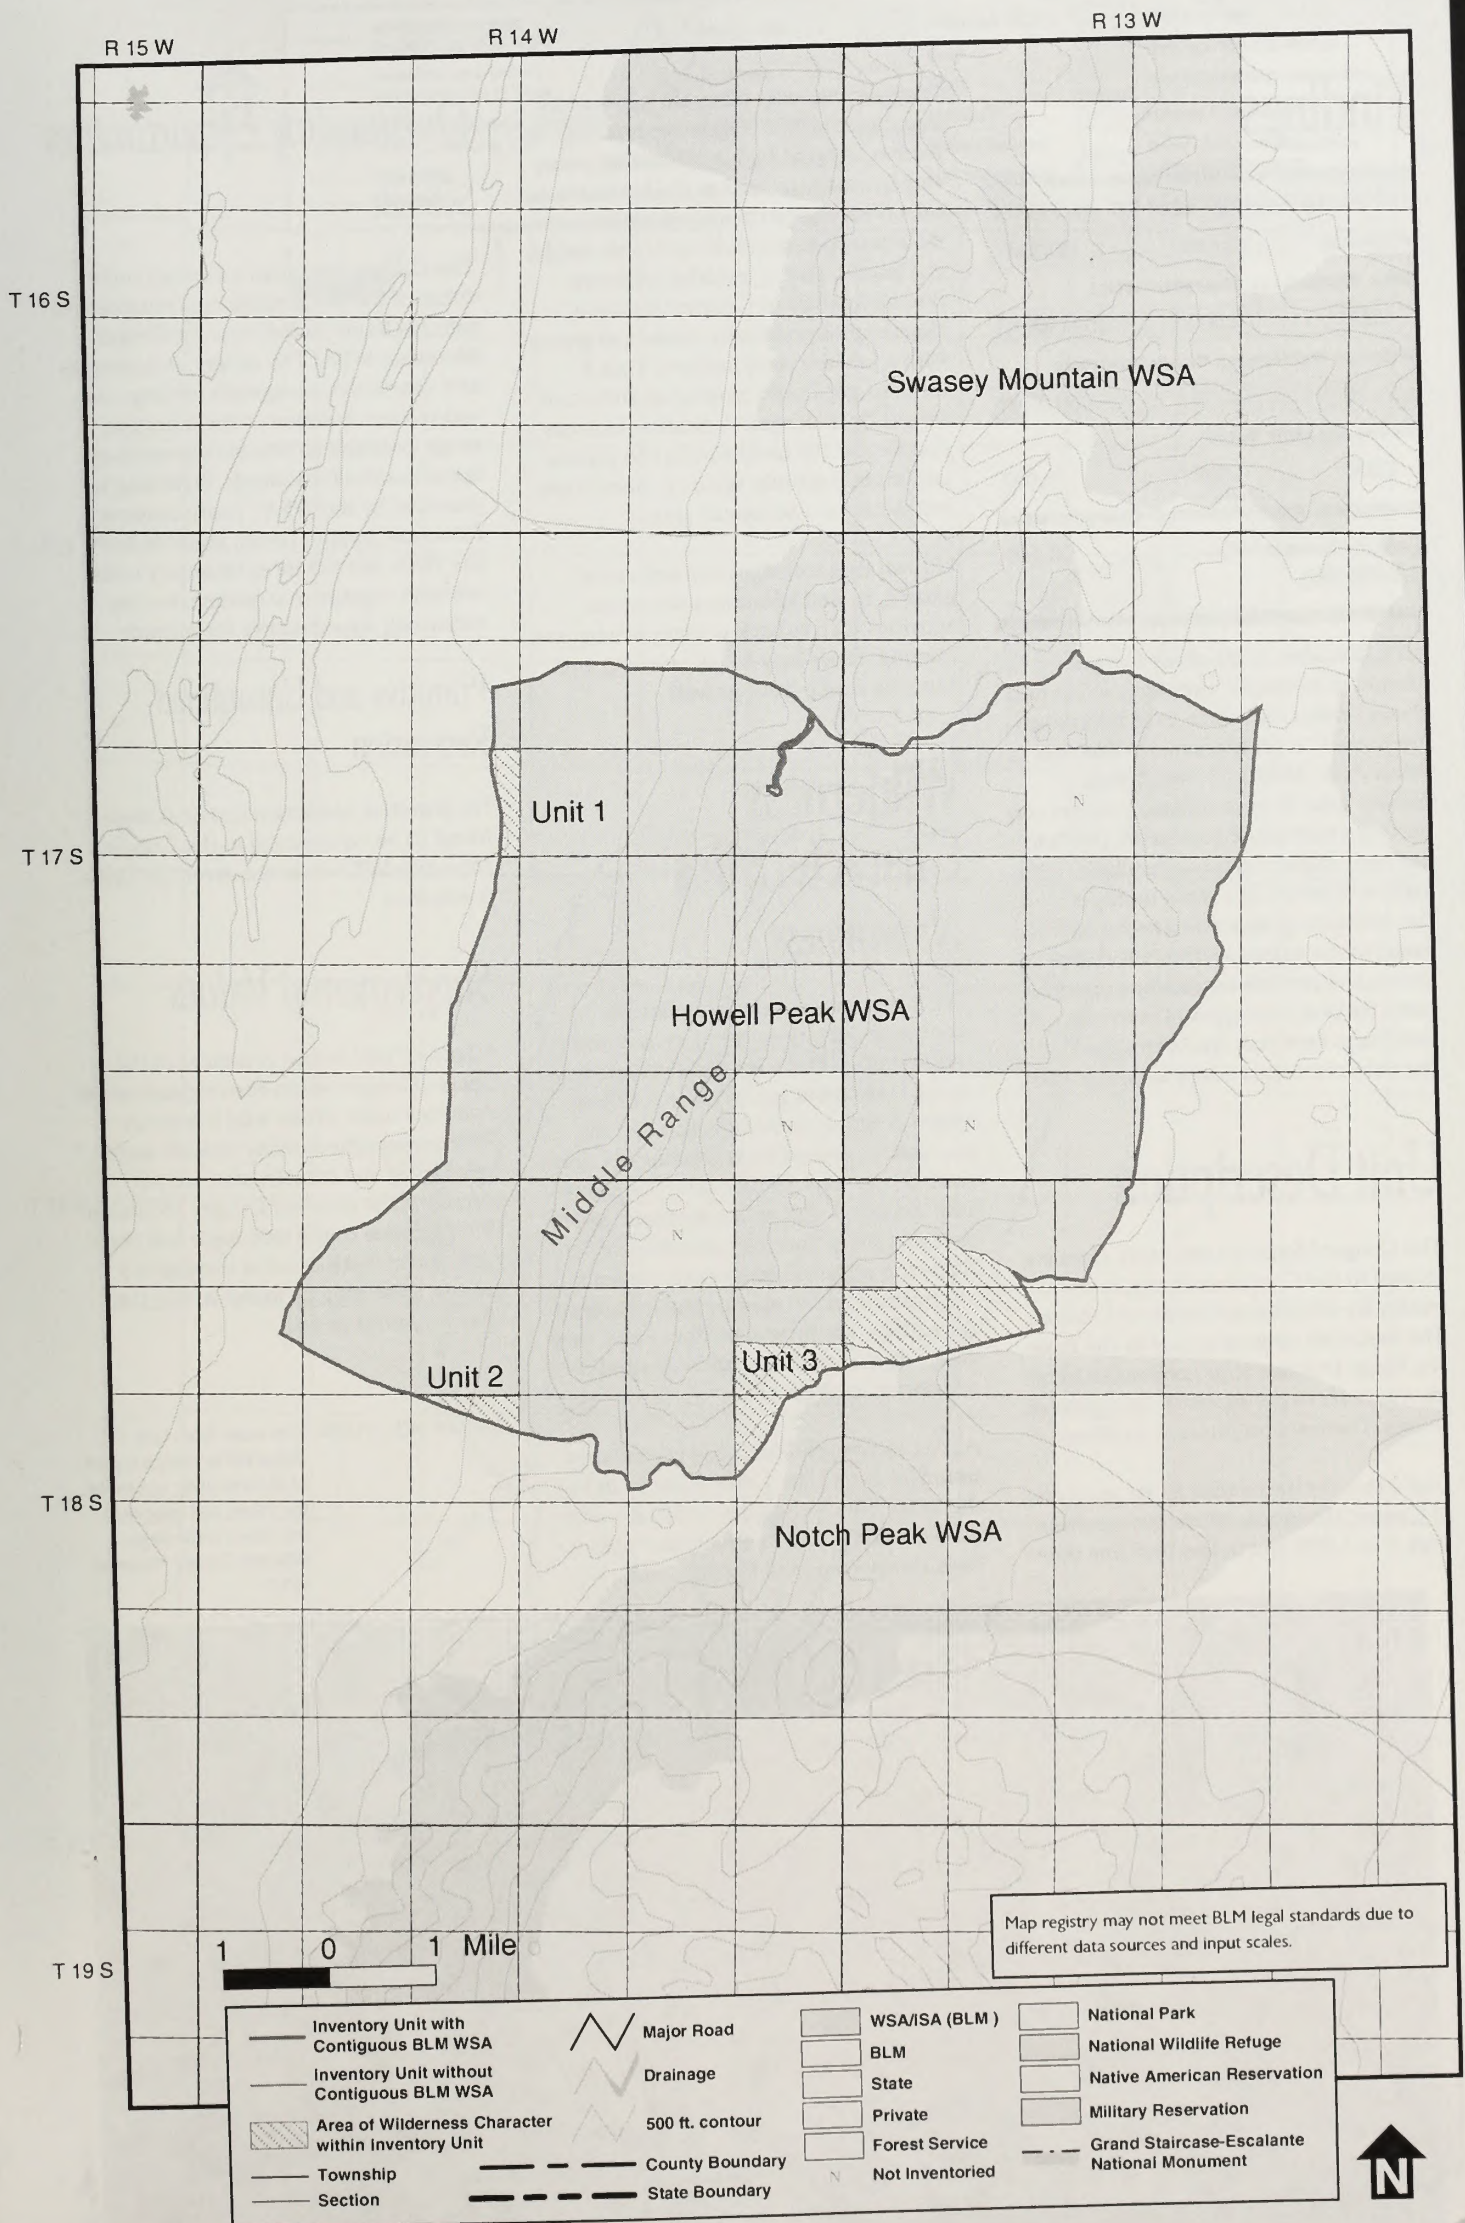 R 15 W
R 14 W
R 13 W
T 16 S
Swasey Mountain WSA
N
Unit 1
T 17 S
Howell Peak WSA
Middle Range
N
N
N
Unit 3
Unit 2
T 18 S
Notch Peak WSA
Map registry may not meet BLM legal standards due to
different data sources and input scales.
1 0 1 Mile
T 19 S
Inventory Unit with
Contiguous BLM WSA
Inventory Unit without
Contiguous BLM WSA
Area of Wilderness Character
within Inventory Unit
Township
Section
Major Road
Drainage
500 ft. contour
County Boundary
State Boundary
WSA/ISA (BLM )
BLM
State
Private
Forest Service
N Not Inventoried
National Park
National Wildlife Refuge
Native American Reservation
Military Reservation
Grand Staircase-Escalante
National Monument
N